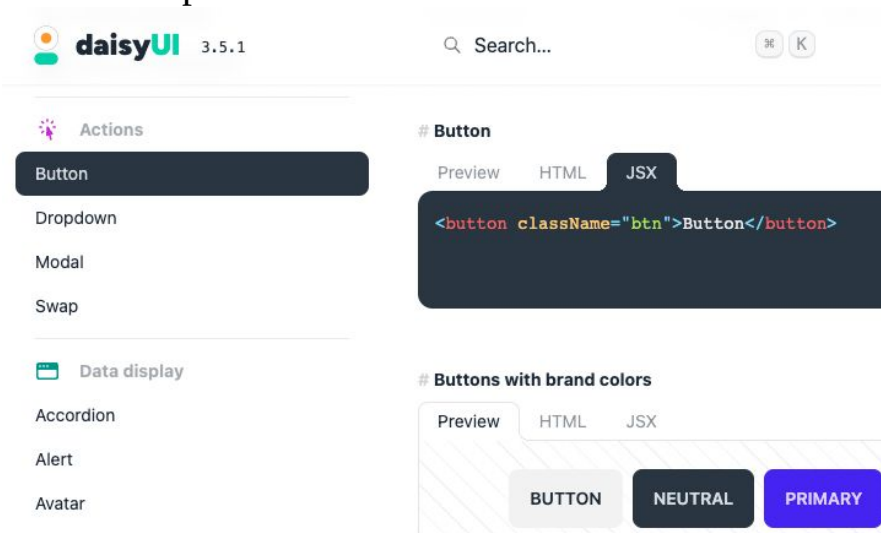 daisyUI 3.5.1
Search...
⌘ K
Actions
Button
Dropdown
Modal
Swap
Data display
Accordion
Alert
Avatar
# Button
Preview HTML JSX
<button className="btn">Button</button>
# Buttons with brand colors
Preview HTML JSX
BUTTON NEUTRAL PRIMARY